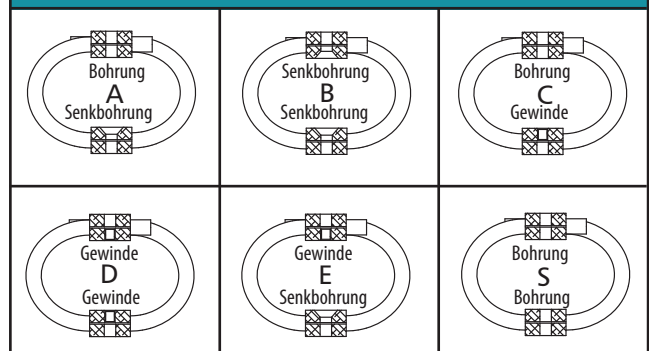 Bohrung
A
Senkbohrung
Senkbohrung
B
Senkbohrung
Bohrung
C
Gewinde
Gewinde
D
Gewinde
Gewinde
E
Senkbohrung
Bohrung
S
Bohrung